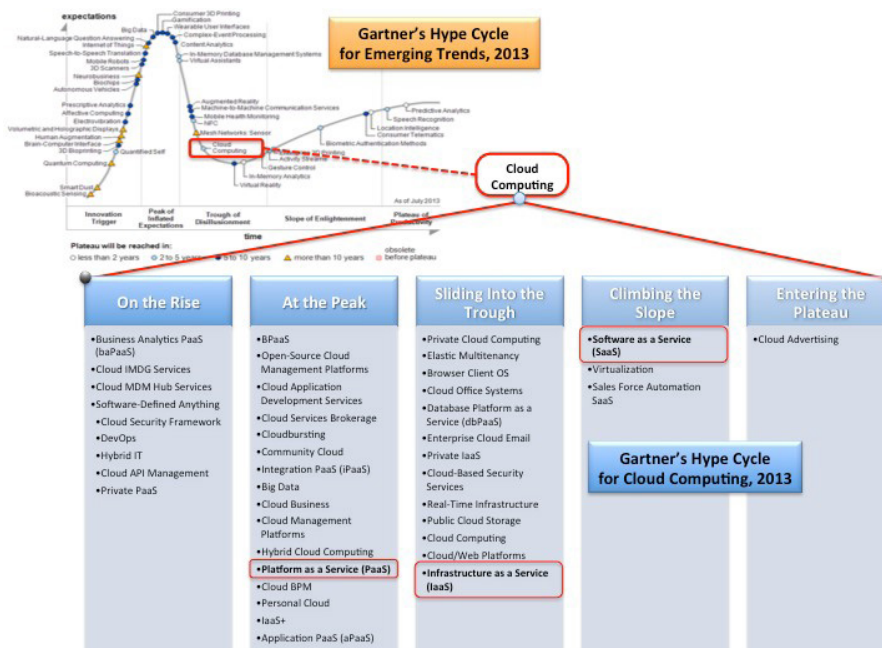 expectations
Consumer 3D Printing
Gamification
Wearable User Interfaces
Big Data
Complex-Event Processing
Natural-Language Question Answering
Content Analytics
Internet of Things
In-Memory Database Management Systems
Speech-to-Speech Translation
Virtual Assistants
Mobile Robots
3D Scanners
Neurobusiness
Biochips
Autonomous Vehicles
Augmented Reality
Prescriptive Analytics
Machine-to-Machine Communication Services
Predictive Analytics
Affective Computing
Mobile Health Monitoring
Speech Recognition
Electrovibration
NFC
Location Intelligence
Volumetric and Holographic Displays
Mesh Networks: Sensor
Consumer Telematics
Human Augmentation
Biometric Authentication Methods
Brain-Computer Interface
Cloud
Computing
3D Bioprinting
Quantified Self
3D Printing
Activity Streams
Quantum Computing
Gesture Control
In-Memory Analytics
Virtual Reality
Smart Dust
Bioacoustic Sensing
As of July 2013
Innovation
Trigger
Peak of
Inflated
Expectations
Trough of
Disillusionment
Slope of Enlightenment
Plateau of
Productivity
time
Plateau will be reached in:
less than 2 years
2 to 5 years
5 to 10 years
more than 10 years
obsolete
before plateau
Gartner's Hype Cycle
for Emerging Trends, 2013
Cloud
Computing
On the Rise
•Business Analytics PaaS
(baPaaS)
•Cloud IMDG Services
•Cloud MDM Hub Services
•Software-Defined Anything
•Cloud Security Framework
•DevOps
•Hybrid IT
•Cloud API Management
•Private PaaS
At the Peak
•BPaaS
•Open-Source Cloud
Management Platforms
•Cloud Application
Development Services
•Cloud Services Brokerage
•Cloudbursting
•Community Cloud
•Integration PaaS (iPaaS)
•Big Data
•Cloud Business
•Cloud Management
Platforms
•Hybrid Cloud Computing
•Platform as a Service (PaaS)
•Cloud BPM
•Personal Cloud
•IaaS+
•Application PaaS (aPaaS)
Sliding Into the
Trough
•Private Cloud Computing
•Elastic Multitenancy
•Browser Client OS
•Cloud Office Systems
•Database Platform as a
Service (dbPaaS)
•Enterprise Cloud Email
•Private IaaS
•Cloud-Based Security
Services
•Real-Time Infrastructure
•Public Cloud Storage
•Cloud Computing
•Cloud/Web Platforms
•Infrastructure as a Service
(IaaS)
Climbing the
Slope
•Software as a Service
(SaaS)
•Virtualization
•Sales Force Automation
SaaS
Entering the
Plateau
•Cloud Advertising
Gartner's Hype Cycle
for Cloud Computing, 2013